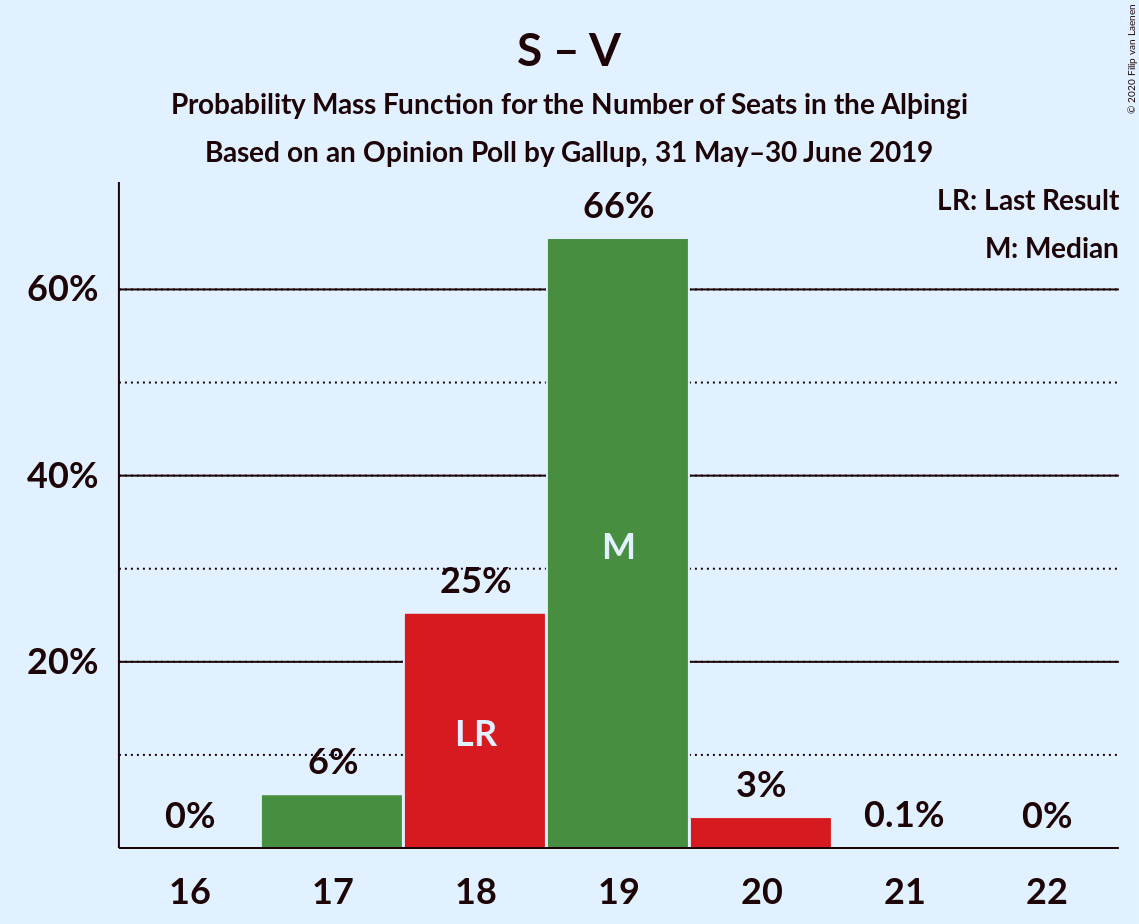 S – V
Probability Mass Function for the Number of Seats in the Alþingi
Based on an Opinion Poll by Gallup, 31 May–30 June 2019
© 2020 Filip van Laenen
LR: Last Result
M: Median
66%
60%
40%
20%
M
25%
LR
6%
3%
0%
0.1%
0%
16 17 18 19 20 21 22